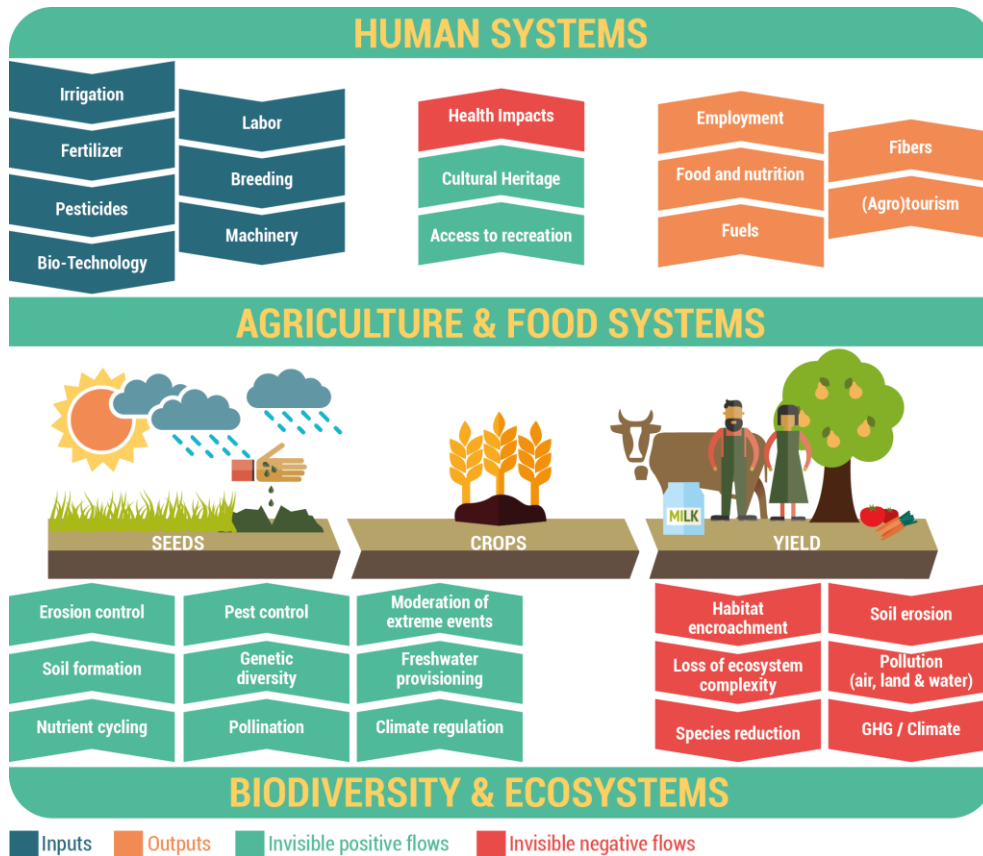 HUMAN SYSTEMS
Irrigation
Fertilizer
Pesticides
Bio-Technology
Labor
Breeding
Machinery
Health Impacts
Cultural Heritage
Access to recreation
Employment
Food and nutrition
Fuels
Fibers
(Agro)tourism
AGRICULTURE & FOOD SYSTEMS
MILK
SEEDS
CROPS
YIELD
Erosion control
Soil formation
Nutrient cycling
Pest control
Genetic
diversity
Pollination
Moderation of
extreme events
Freshwater
provisioning
Climate regulation
Habitat
encroachment
Loss of ecosystem
complexity
Species reduction
Soil erosion
Pollution
(air, land & water)
GHG / Climate
BIODIVERSITY & ECOSYSTEMS
Inputs
Outputs
Invisible positive flows
Invisible negative flows